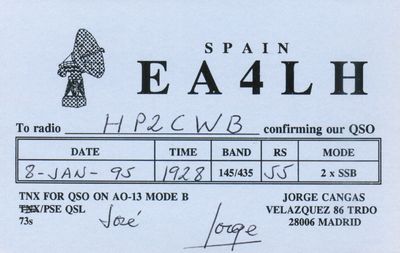 SPAIN
EA4LH
To radio HP2CWB confirming our QSO
DATE TIME BAND RS MODE
8-JAN-95 1928 145/435 55 2 x SSB
TNX FOR QSO ON AO-13 MODE B JORGE CANGAS
TNX/PSE QSL José Jorge VELAZQUEZ 86 TRDO
73s 28006 MADRID